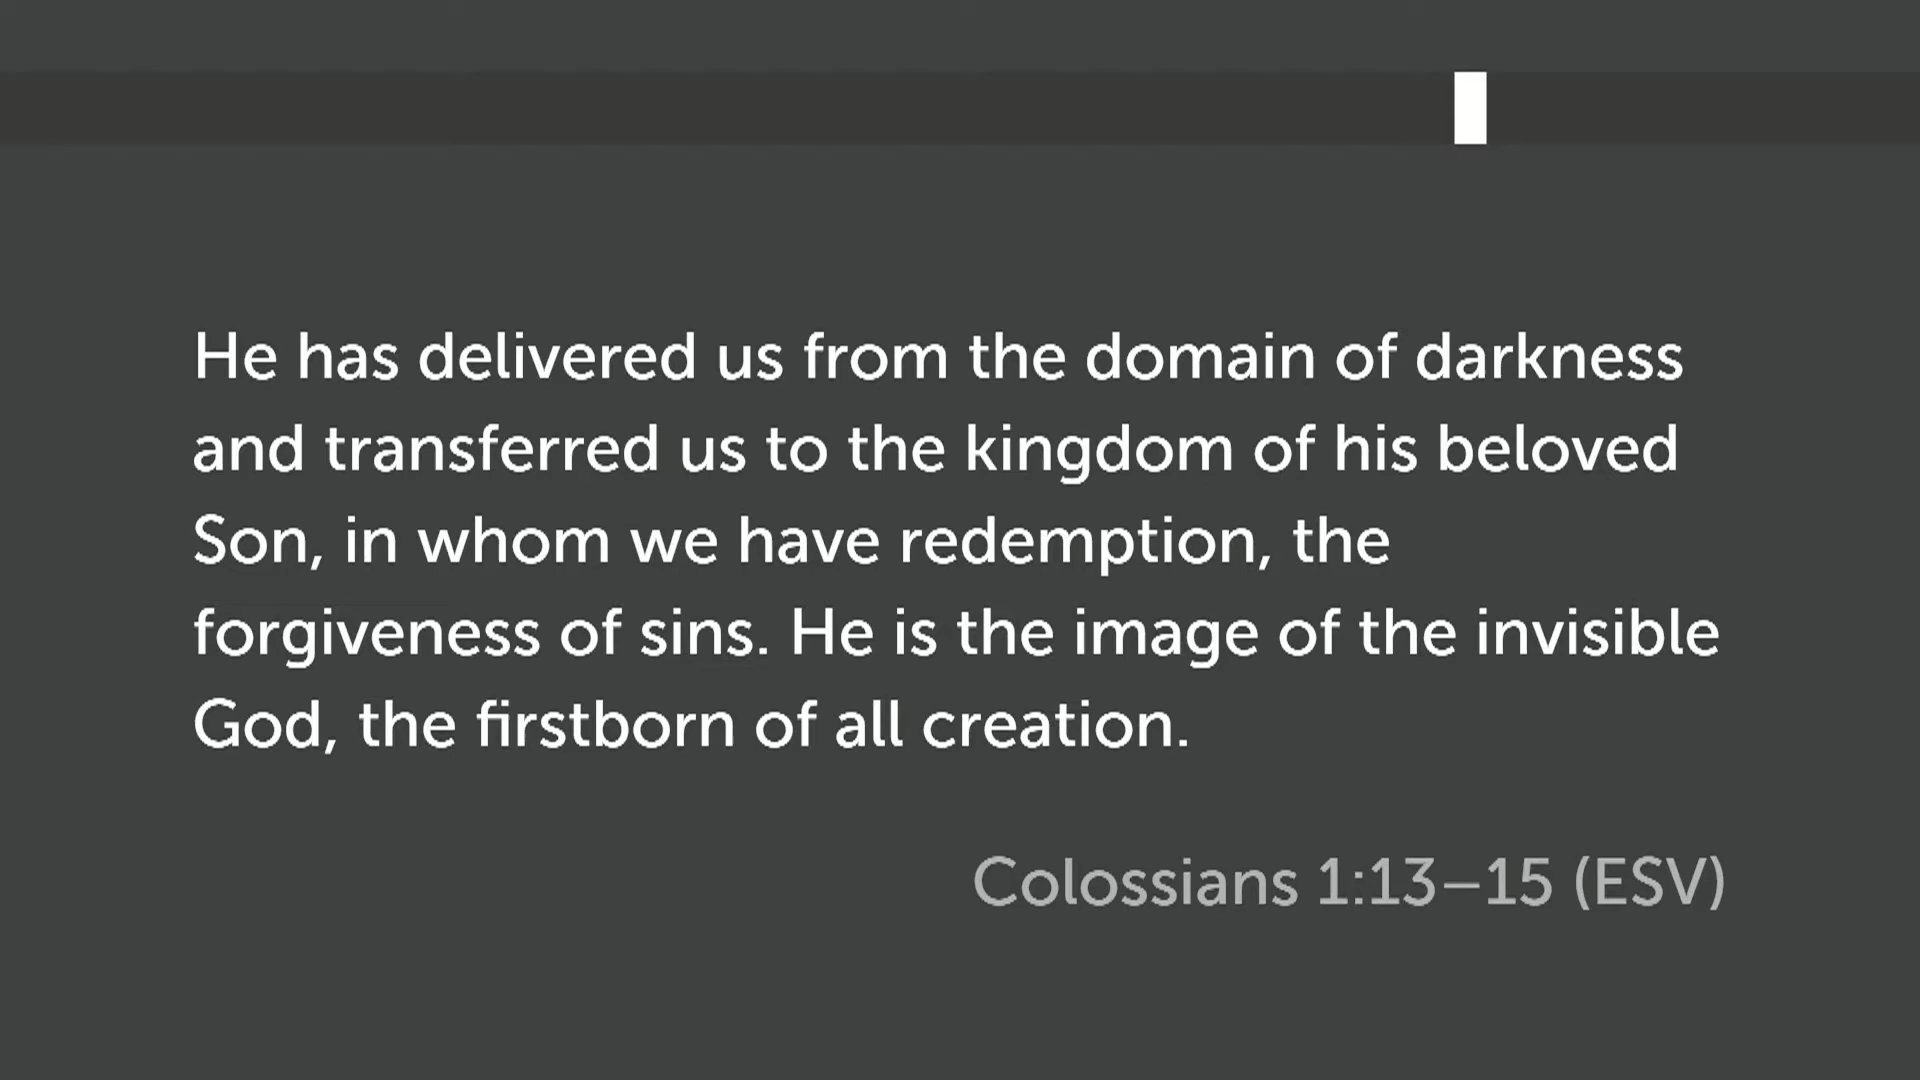 He has delivered us from the domain of darkness
and transferred us to the kingdom of his beloved
Son, in whom we have redemption, the
forgiveness of sins. He is the image of the invisible
God, the firstborn of all creation.
Colossians 1:13–15 (ESV)